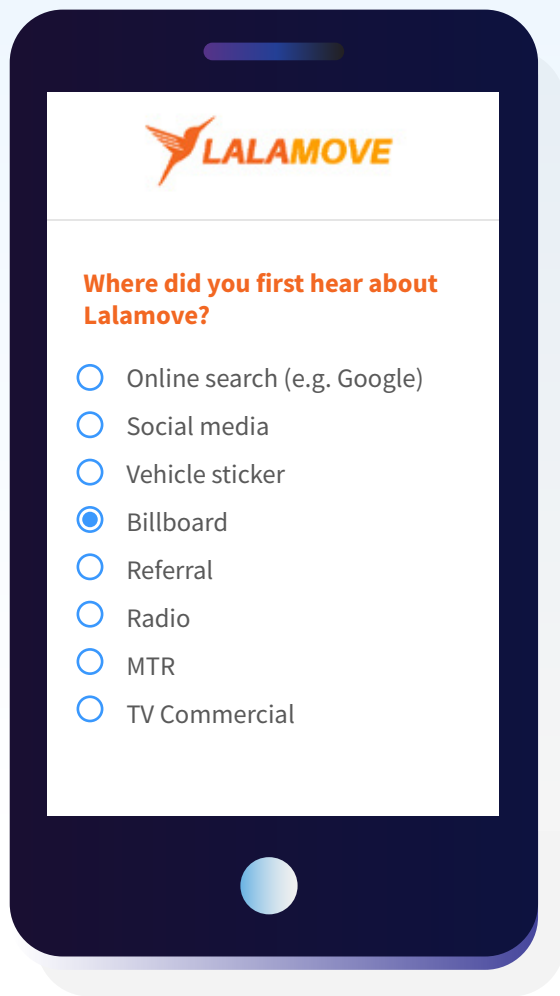 LALAMOVE
Where did you first hear about
Lalamove?
Online search (e.g. Google)
Social media
Vehicle sticker
Billboard
Referral
Radio
MTR
TV Commercial